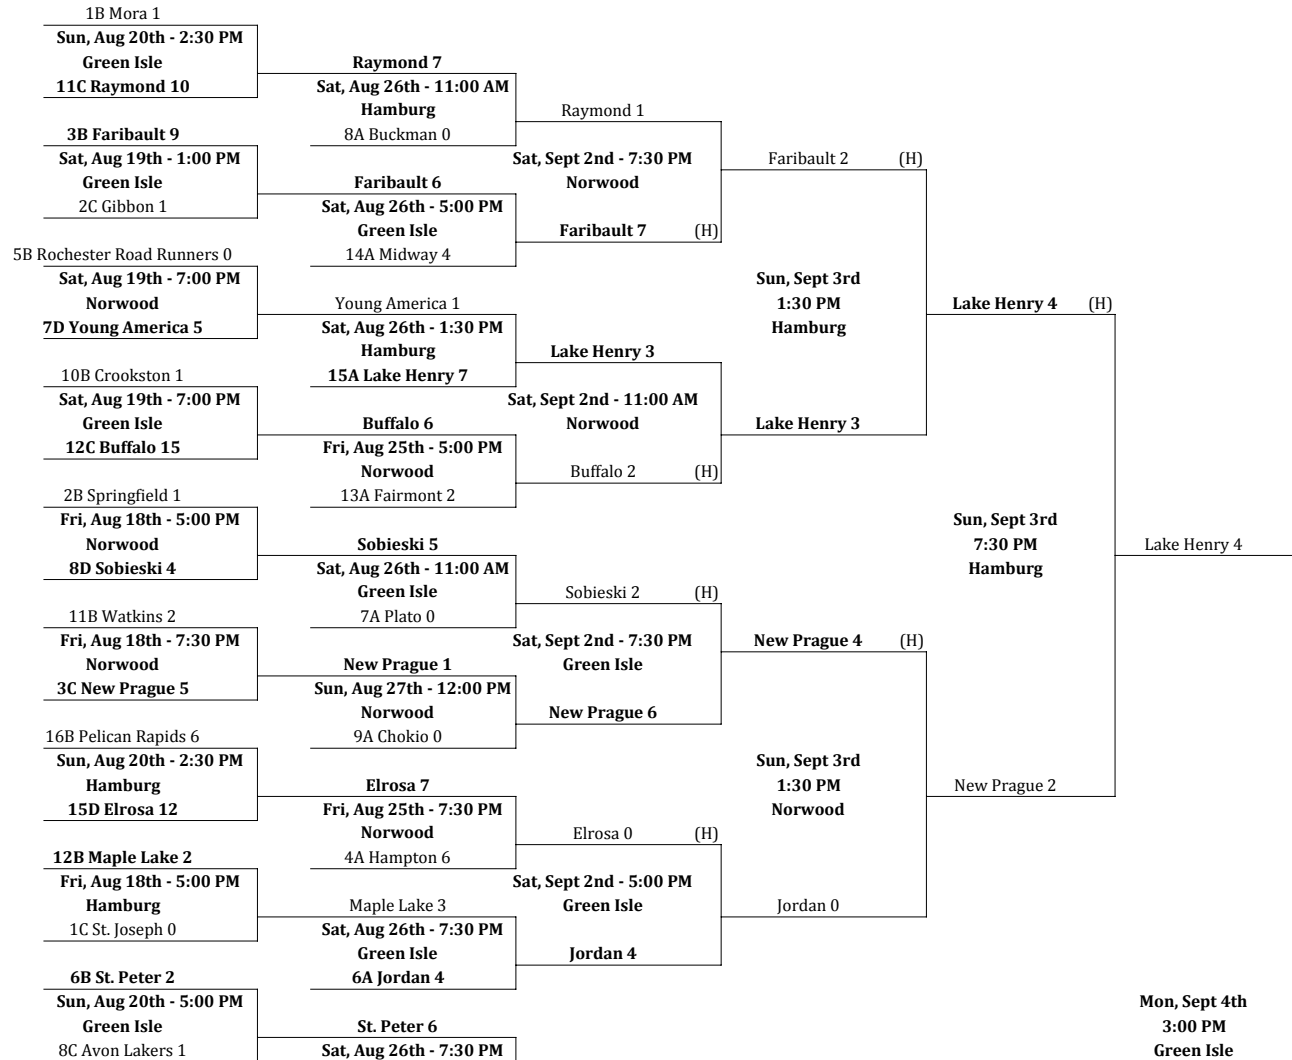 1B Mora 1
Sun, Aug 20th - 2:30 PM
Green Isle
11C Raymond 10
3B Faribault 9
Sat, Aug 19th - 1:00 PM
Green Isle
2C Gibbon 1
5B Rochester Road Runners 0
Sat, Aug 19th - 7:00 PM
Norwood
7D Young America 5
10B Crookston 1
Sat, Aug 19th - 7:00 PM
Green Isle
12C Buffalo 15
2B Springfield 1
Fri, Aug 18th - 5:00 PM
Norwood
8D Sobieski 4
11B Watkins 2
Fri, Aug 18th - 7:30 PM
Norwood
3C New Prague 5
16B Pelican Rapids 6
Sun, Aug 20th - 2:30 PM
Hamburg
15D Elrosa 12
12B Maple Lake 2
Fri, Aug 18th - 5:00 PM
Hamburg
1C St. Joseph 0
6B St. Peter 2
Sun, Aug 20th - 5:00 PM
Green Isle
8C Avon Lakers 1
Raymond 7
Sat, Aug 26th - 11:00 AM
Hamburg
8A Buckman 0
Faribault 6
Sat, Aug 26th - 5:00 PM
Green Isle
14A Midway 4
Young America 1
Sat, Aug 26th - 1:30 PM
Hamburg
15A Lake Henry 7
Buffalo 6
Fri, Aug 25th - 5:00 PM
Norwood
13A Fairmont 2
Sobieski 5
Sat, Aug 26th - 11:00 AM
Green Isle
7A Plato 0
New Prague 1
Sun, Aug 27th - 12:00 PM
Norwood
9A Chokio 0
Elrosa 7
Fri, Aug 25th - 7:30 PM
Norwood
4A Hampton 6
Maple Lake 3
Sat, Aug 26th - 7:30 PM
Green Isle
6A Jordan 4
St. Peter 6
Sat, Aug 26th - 7:30 PM
Raymond 1
Sat, Sept 2nd - 7:30 PM
Norwood
Faribault 7 (H)
Lake Henry 3
Sat, Sept 2nd - 11:00 AM
Norwood
Buffalo 2 (H)
Sobieski 2 (H)
Sat, Sept 2nd - 7:30 PM
Green Isle
New Prague 6
Elrosa 0 (H)
Sat, Sept 2nd - 5:00 PM
Green Isle
Jordan 4
Faribault 2 (H)
Sun, Sept 3rd
1:30 PM
Hamburg
Lake Henry 3
New Prague 4 (H)
Sun, Sept 3rd
1:30 PM
Norwood
Jordan 0
Lake Henry 4 (H)
Sun, Sept 3rd
7:30 PM
Hamburg
New Prague 2
Lake Henry 4
Mon, Sept 4th
3:00 PM
Green Isle